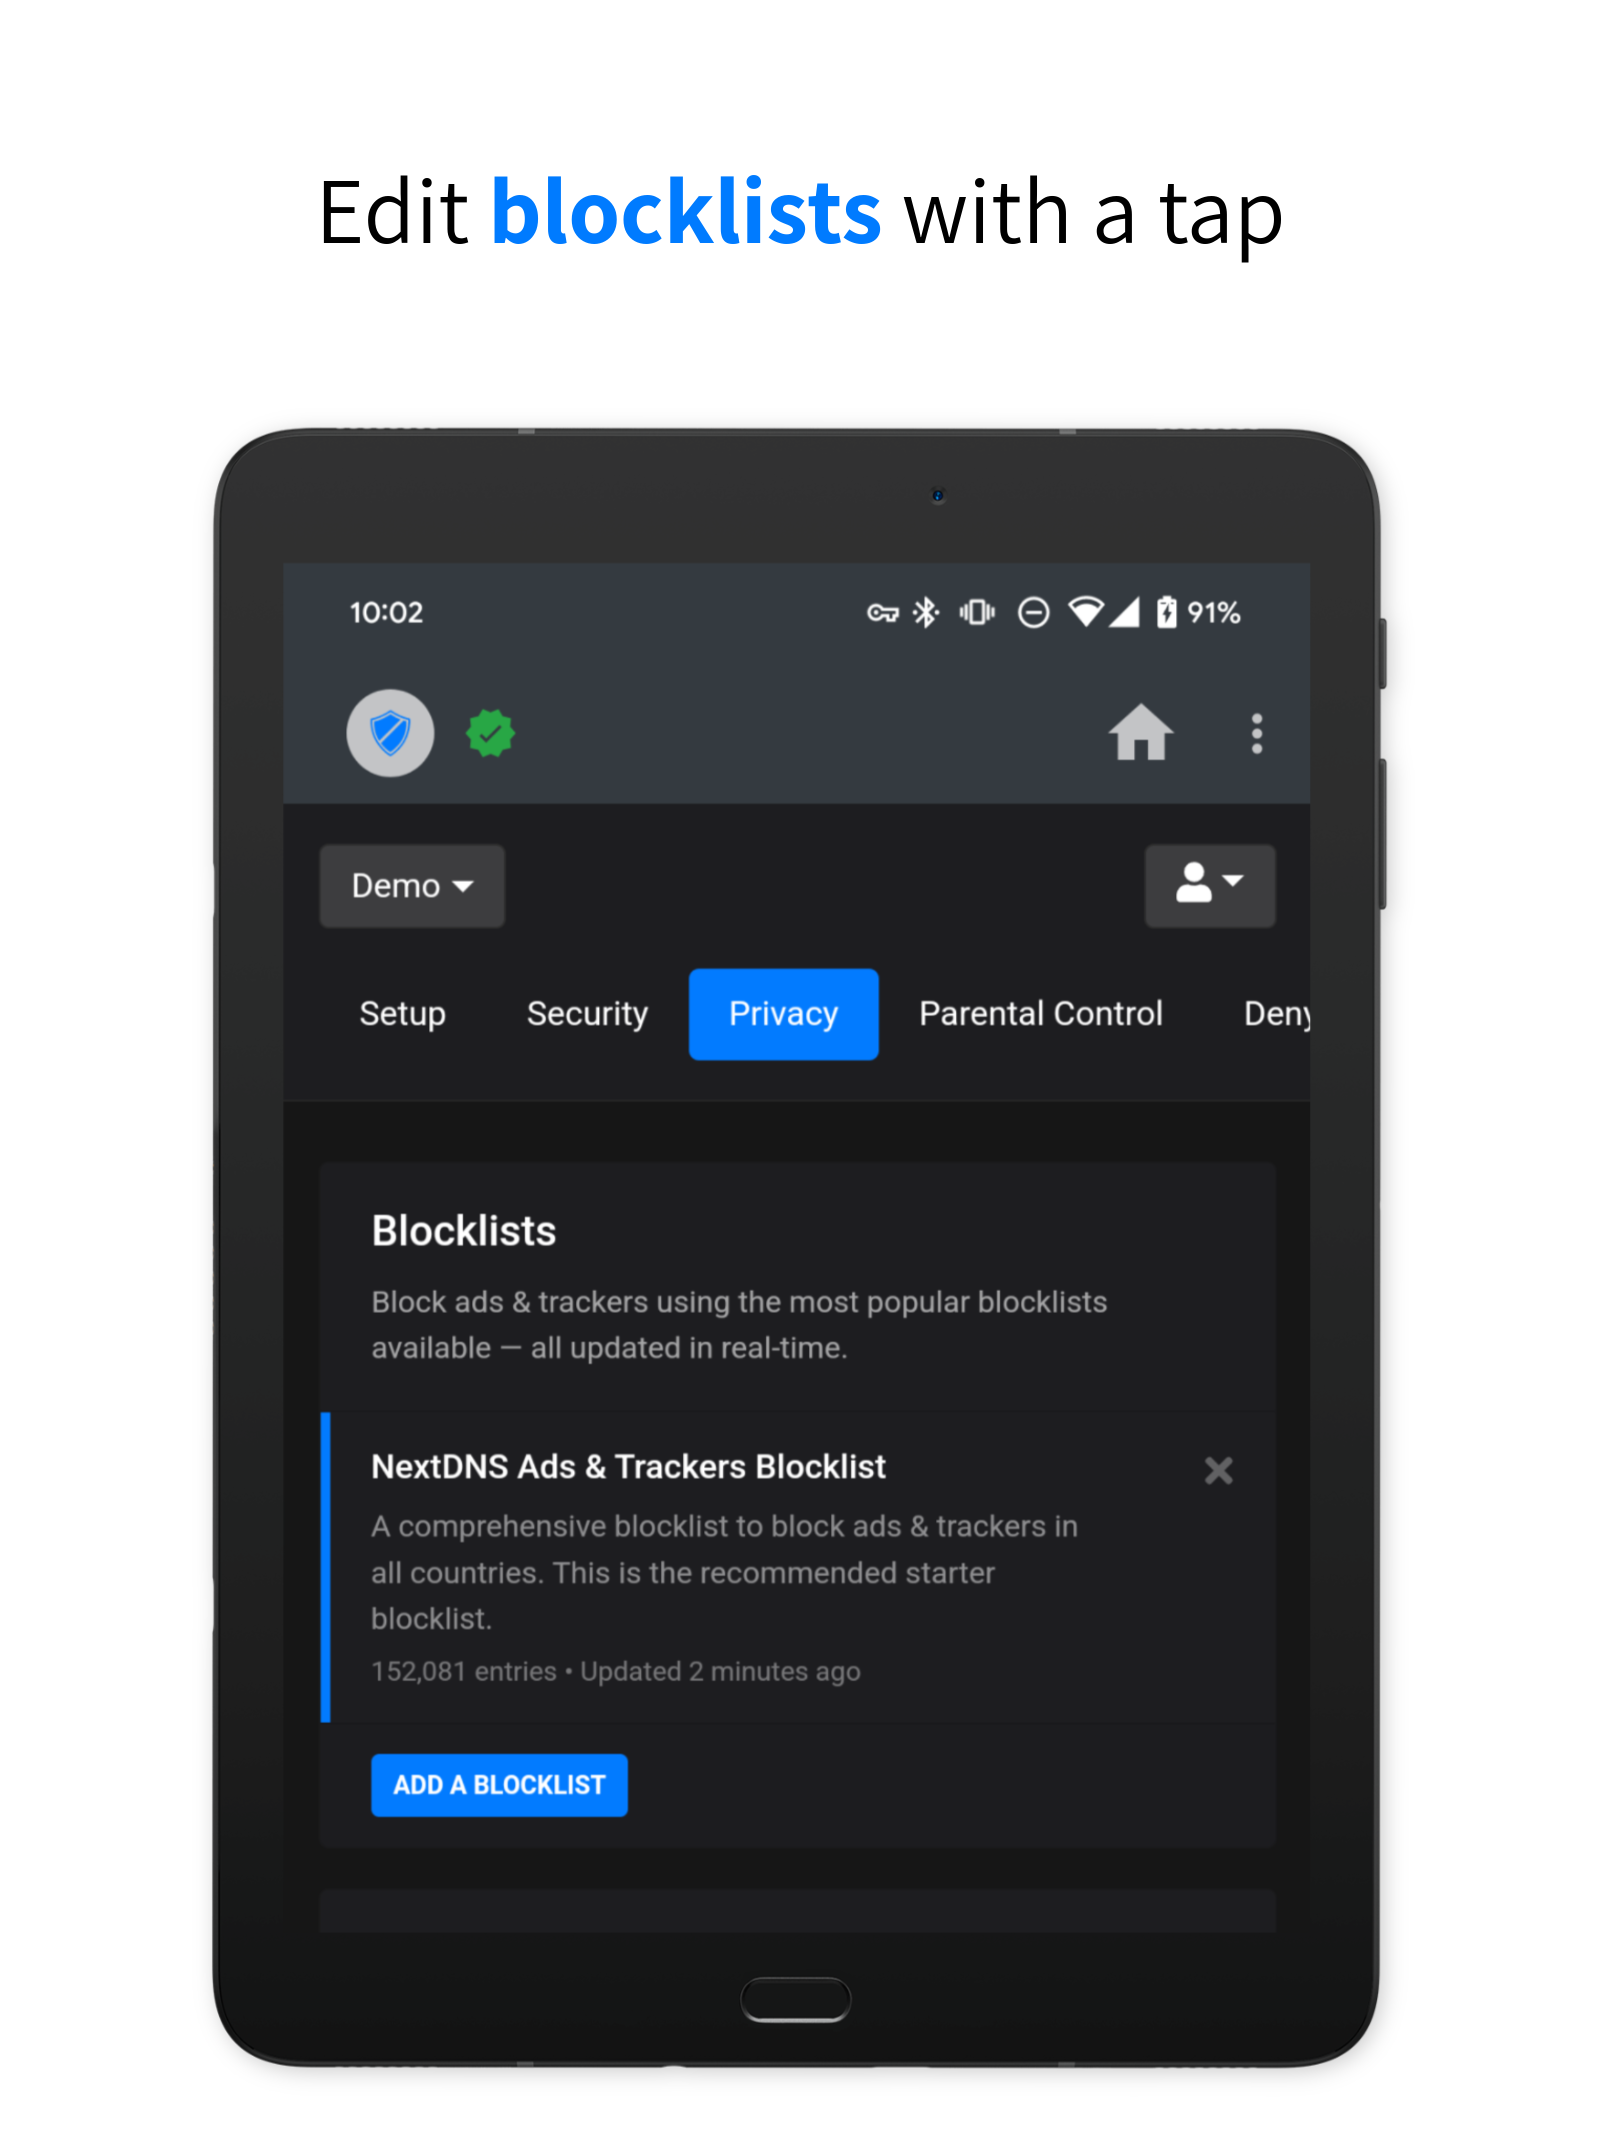 Edit blocklists with a tap
10:02 91%
Demo
Setup Security Privacy Parental Control Deny
Blocklists
Block ads & trackers using the most popular blocklists
available — all updated in real-time.
NextDNS Ads & Trackers Blocklist
A comprehensive blocklist to block ads & trackers in
all countries. This is the recommended starter
blocklist.
152,081 entries • Updated 2 minutes ago
ADD A BLOCKLIST